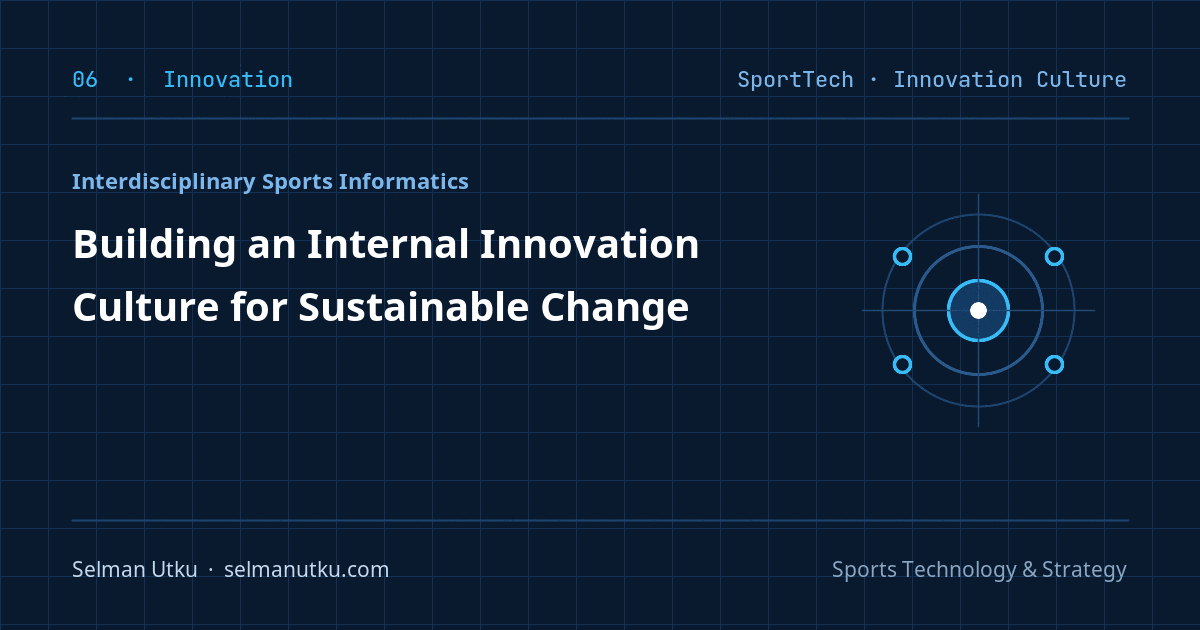 06 · Innovation
SportTech · Innovation Culture
Interdisciplinary Sports Informatics
Building an Internal Innovation
Culture for Sustainable Change
Selman Utku · selmanutku.com
Sports Technology & Strategy